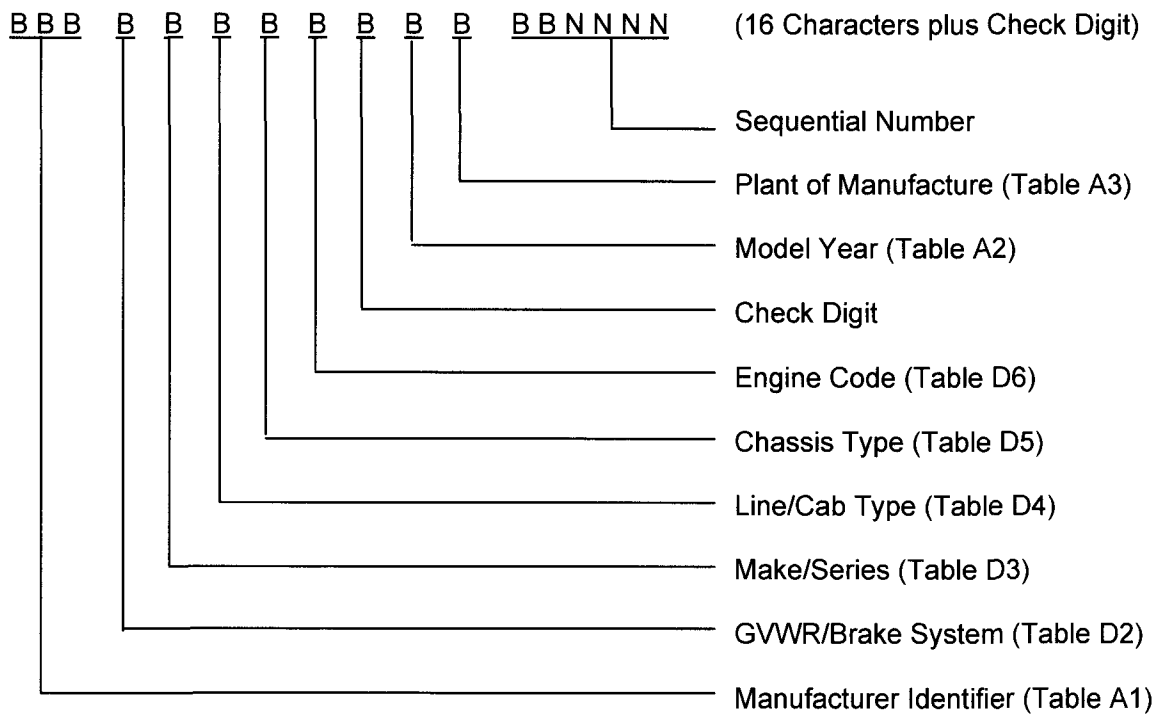 BBB B B B B B B B B BBNNNN (16 Characters plus Check Digit)
Sequential Number
Plant of Manufacture (Table A3)
Model Year (Table A2)
Check Digit
Engine Code (Table D6)
Chassis Type (Table D5)
Line/Cab Type (Table D4)
Make/Series (Table D3)
GVWR/Brake System (Table D2)
Manufacturer Identifier (Table A1)